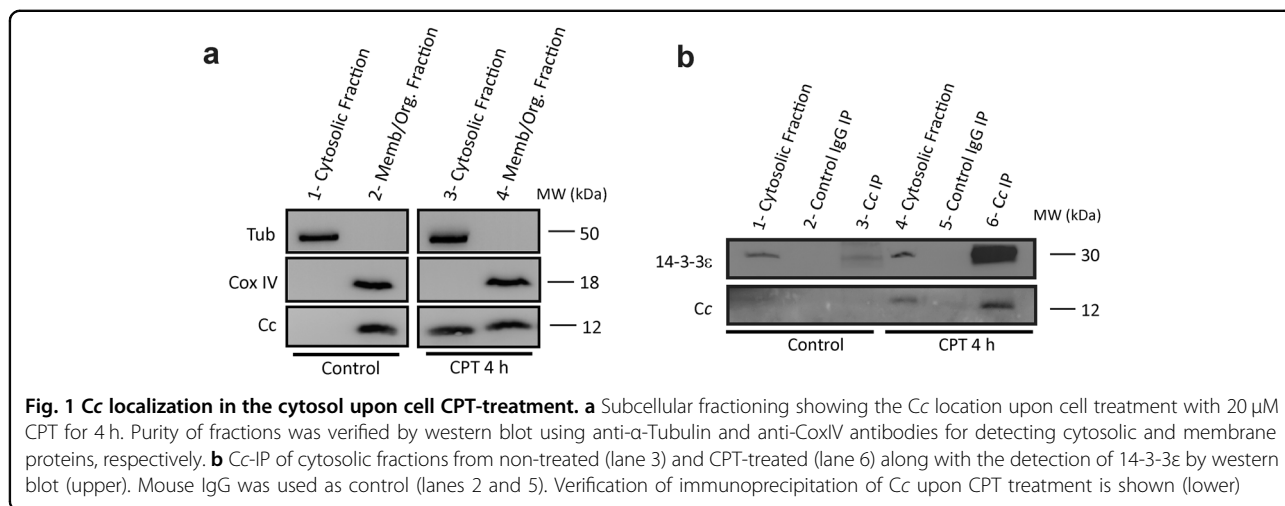 a
b
1- Cytosolic Fraction
2- Memb/Org. Fraction
3- Cytosolic Fraction
4- Memb/Org. Fraction
MW (kDa)
Tub
50
Cox IV
18
Cc
12
Control
CPT 4 h
1- Cytosolic Fraction
2- Control IgG IP
3- Cc IP
4- Cytosolic Fraction
5- Control IgG IP
6- Cc IP
MW (kDa)
14-3-3ε
30
Cc
12
Control
CPT 4 h
Fig. 1 Cc localization in the cytosol upon cell CPT-treatment. a Subcellular fractioning showing the Cc location upon cell treatment with 20 µM
CPT for 4 h. Purity of fractions was verified by western blot using anti-α-Tubulin and anti-CoxIV antibodies for detecting cytosolic and membrane
proteins, respectively. b Cc-IP of cytosolic fractions from non-treated (lane 3) and CPT-treated (lane 6) along with the detection of 14-3-3ε by western
blot (upper). Mouse IgG was used as control (lanes 2 and 5). Verification of immunoprecipitation of Cc upon CPT treatment is shown (lower)